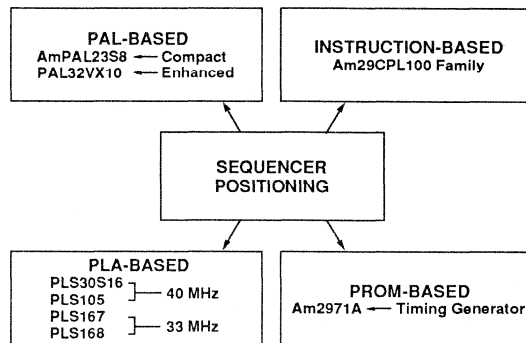 PAL-BASED
AmPAL23S8 Compact
PAL32VX10 Enhanced
INSTRUCTION-BASED
Am29CPL100 Family
SEQUENCER
POSITIONING
PLA-BASED
PLS30S16
PLS105
40 MHz
PLS167
PLS168
33 MHz
PROM-BASED
Am2971A Timing Generator